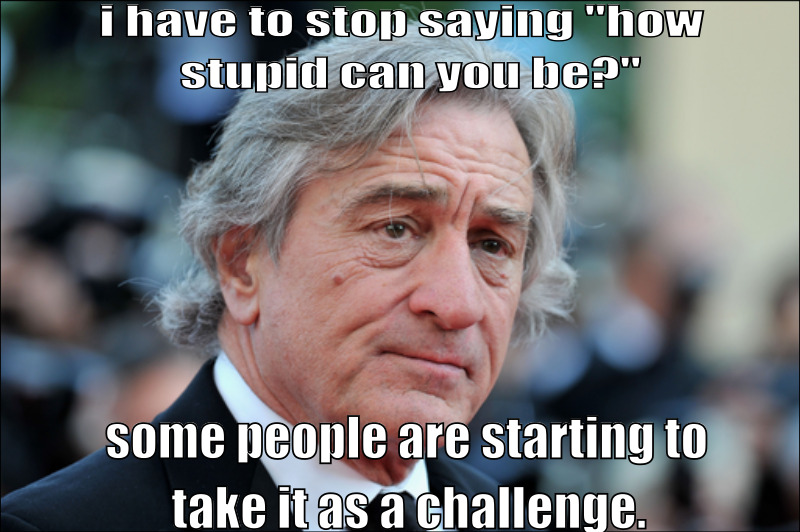 i have to stop saying "how
stupid can you be?"
some people are starting to
take it as a challenge.